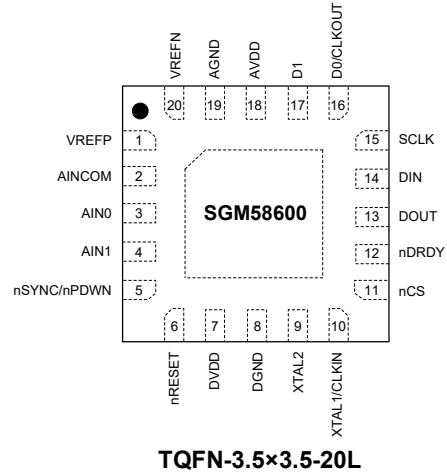 VREFN
AGND
AVDD
D1
D0/CLKOUT
20
19
18
17
16
VREFP
1
15
SCLK
AINCOM
2
14
DIN
AIN0
3
SGM58600
13
DOUT
AIN1
4
12
nDRDY
nSYNC/nPDWN
5
11
nCS
6
7
8
9
10
nRESET
DVDD
DGND
XTAL2
XTAL1/CLKIN
TQFN-3.5×3.5-20L